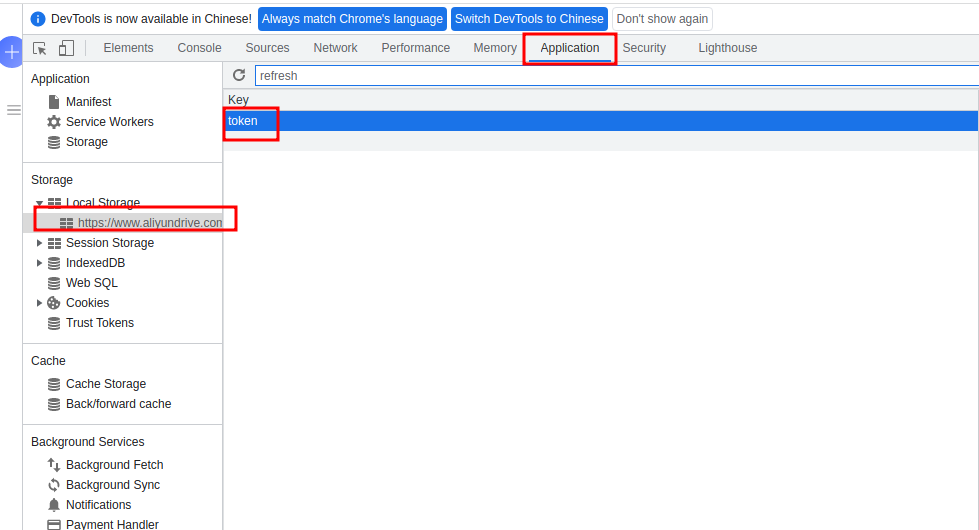 DevTools is now available in Chinese! Always match Chrome's language Switch DevTools to Chinese Don't show again
Elements Console Sources Network Performance Memory Application Security Lighthouse
Application
Manifest
Service Workers
Storage
Storage
Local Storage
https://www.aliyundrive.com
Session Storage
IndexedDB
Web SQL
Cookies
Trust Tokens
Cache
Cache Storage
Back/forward cache
Background Services
Background Fetch
Background Sync
Notifications
Payment Handler
refresh
Key
token